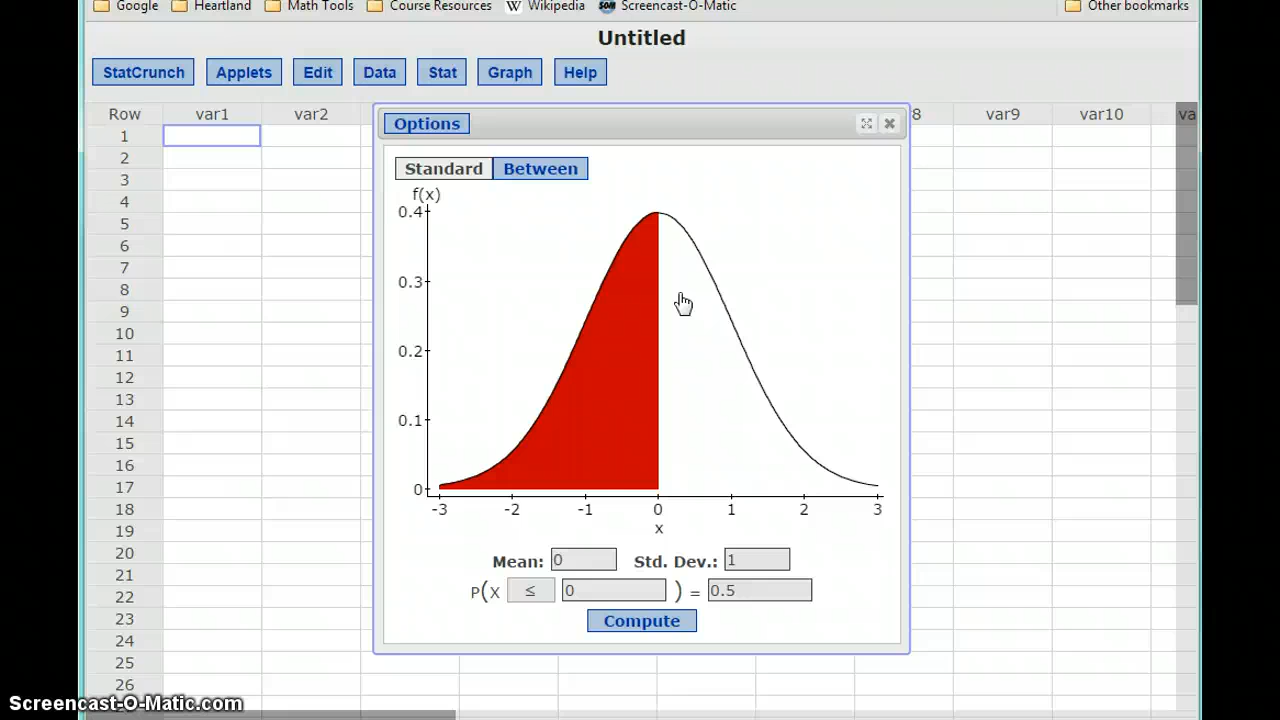 Google Heartland Math Tools Course Resources W Wikipedia SOM Screencast-O-Matic Other bookmarks
Untitled
StatCrunch Applets Edit Data Stat Graph Help
Row var1 var2 8 var9 var10 va
Options
1
2
3
4
5
6
7
8
9
10
11
12
13
14
15
16
17
18
19
20
21
22
23
24
25
26
Standard Between
f(x)
0.4
0.3
0.2
0.1
0
-3 -2 -1 0 1 2 3
x
Mean: 0 Std. Dev.: 1
P(X ≤ 0 ) = 0.5
Compute
Screencast-O-Matic.com